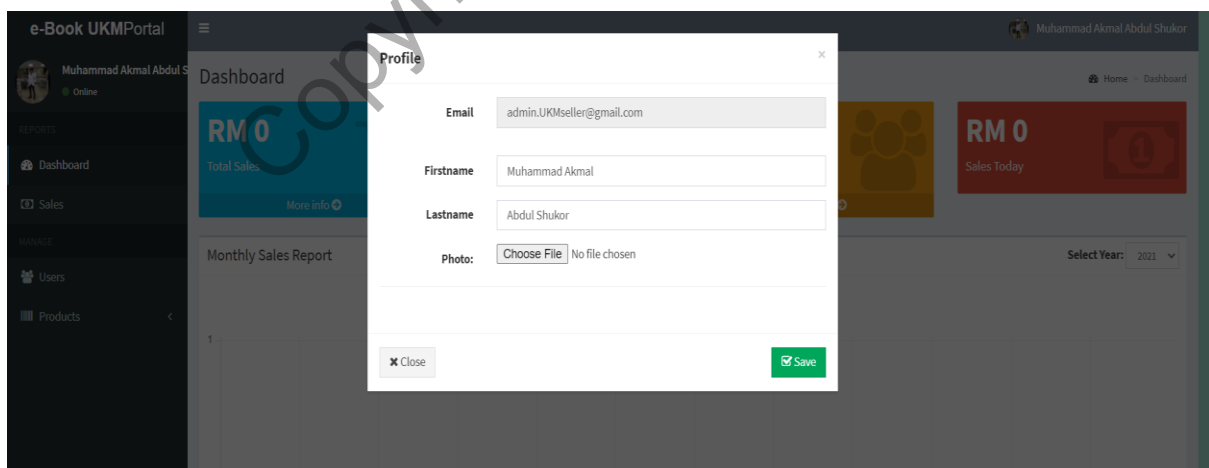 e-Book UKMPortal
Muhammad Akmal Abdul Shukor
Muhammad Akmal Abdul S
Online
Dashboard
Home
Dashboard
REPORTS
Dashboard
Sales
MANAGE
Users
Products
RM 0
Total Sales
More info
RM 0
Sales Today
Monthly Sales Report
Select Year: 2021
1
Profile
×
Email admin.UKMseller@gmail.com
Firstname Muhammad Akmal
Lastname Abdul Shukor
Photo: Choose File No file chosen
Close
Save